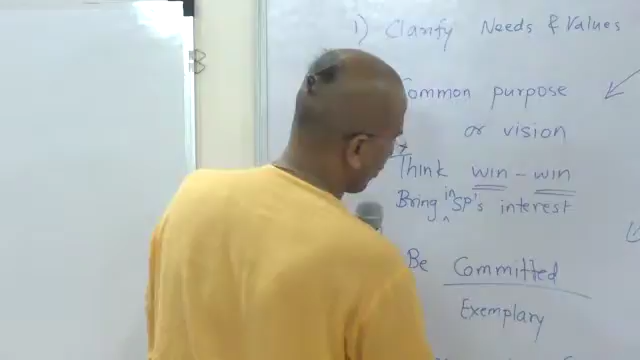 1) Clarify Needs & Values
Common purpose
or vision
Think win - win
Bring in SP's interest
Be Committed
Exemplary